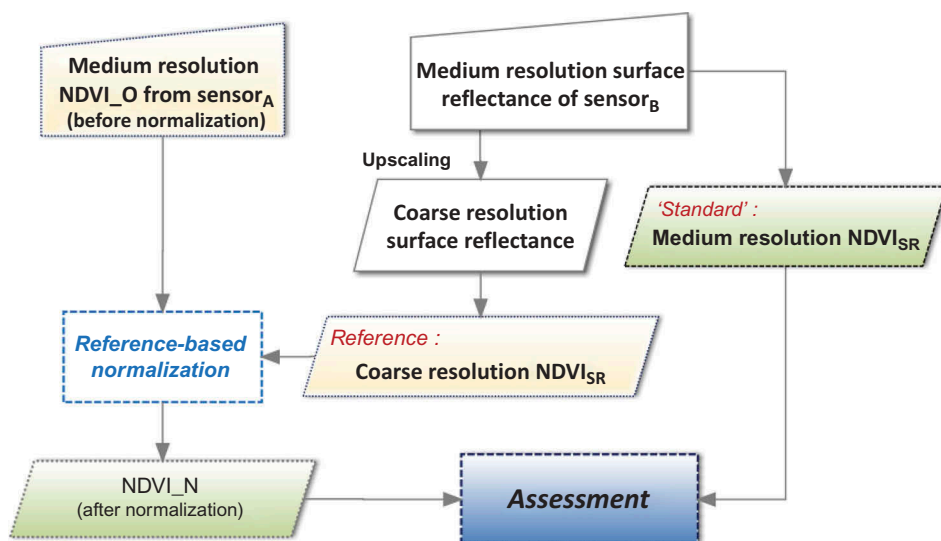 Medium resolution
NDVI_O from sensorA
(before normalization)
Medium resolution surface
reflectance of sensorB
Upscaling
Coarse resolution
surface reflectance
‘Standard’ :
Medium resolution NDVISR
Reference-based
normalization
Reference :
Coarse resolution NDVISR
NDVI_N
(after normalization)
Assessment